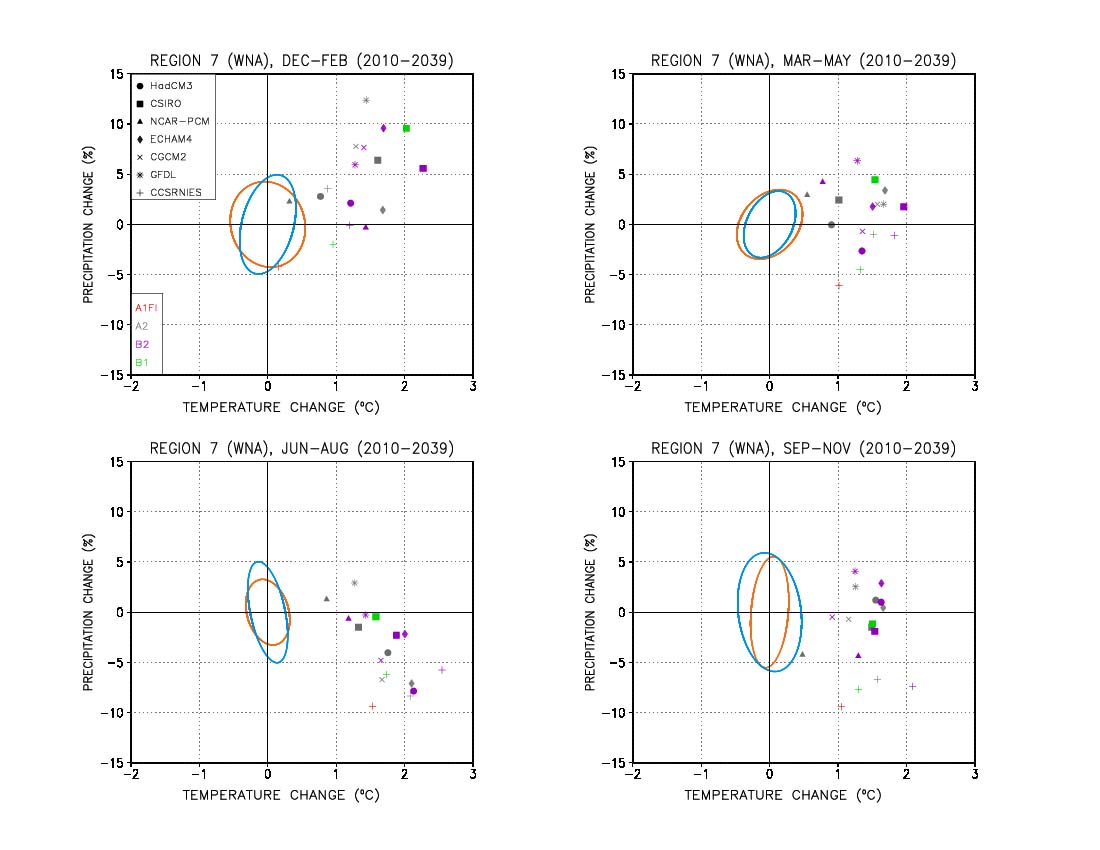 REGION 7 (WNA), DEC-FEB (2010-2039)
15
10
5
0
-5
-10
-15
PRECIPITATION CHANGE (%)
HadCM3
CSIRO
NCAR-PCM
ECHAM4
CGCM2
GFDL
CCSRNIES
A1FI
A2
B2
B1
-2 -1 0 1 2 3
TEMPERATURE CHANGE (ºC)
REGION 7 (WNA), MAR-MAY (2010-2039)
15
10
5
0
-5
-10
-15
PRECIPITATION CHANGE (%)
-2 -1 0 1 2 3
TEMPERATURE CHANGE (ºC)
REGION 7 (WNA), JUN-AUG (2010-2039)
15
10
5
0
-5
-10
-15
PRECIPITATION CHANGE (%)
-2 -1 0 1 2 3
TEMPERATURE CHANGE (ºC)
REGION 7 (WNA), SEP-NOV (2010-2039)
15
10
5
0
-5
-10
-15
PRECIPITATION CHANGE (%)
-2 -1 0 1 2 3
TEMPERATURE CHANGE (ºC)